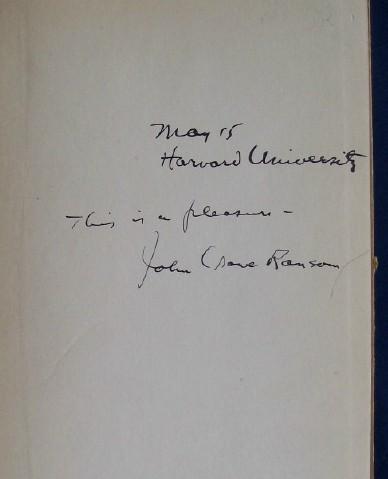 May 15
Harvard University
This is a pleasure -
John Crowe Ransom